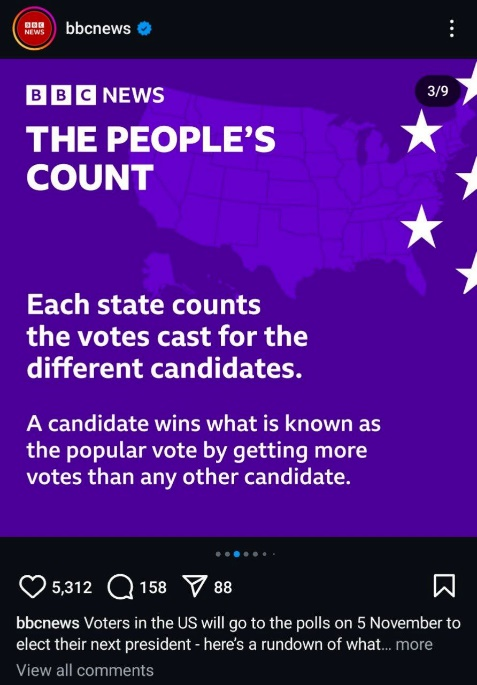 BBC NEWS
bbcnews
3/9
BBC NEWS
THE PEOPLE'S
COUNT
Each state counts
the votes cast for the
different candidates.
A candidate wins what is known as
the popular vote by getting more
votes than any other candidate.
5,312 158 88
bbcnews Voters in the US will go to the polls on 5 November to
elect their next president - here's a rundown of what... more
View all comments